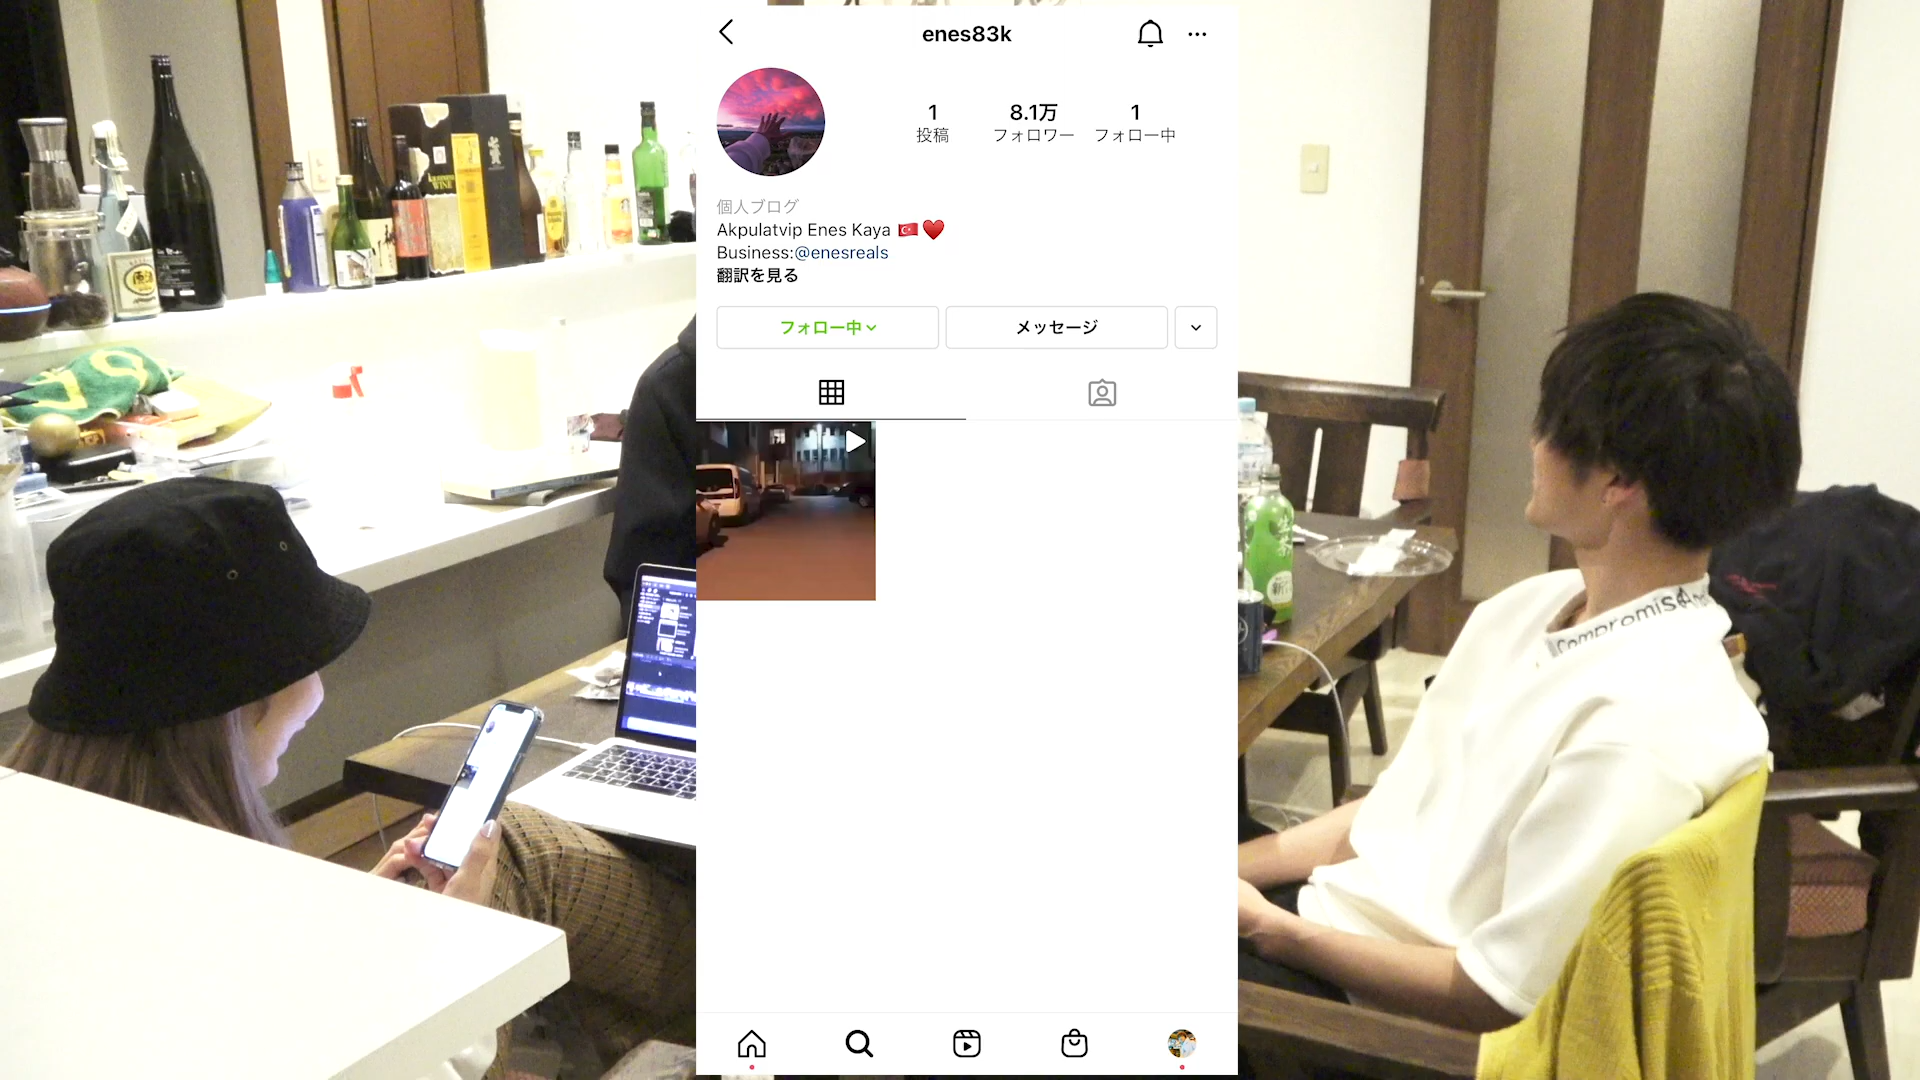 enes83k
1
投稿
8.1万
フォロワー
1
フォロー中
個人ブログ
Akpulatvip Enes Kaya 🇹🇷♥️
Business:@enesreals
翻訳を見る
フォロー中
メッセージ
Compromise
生茶